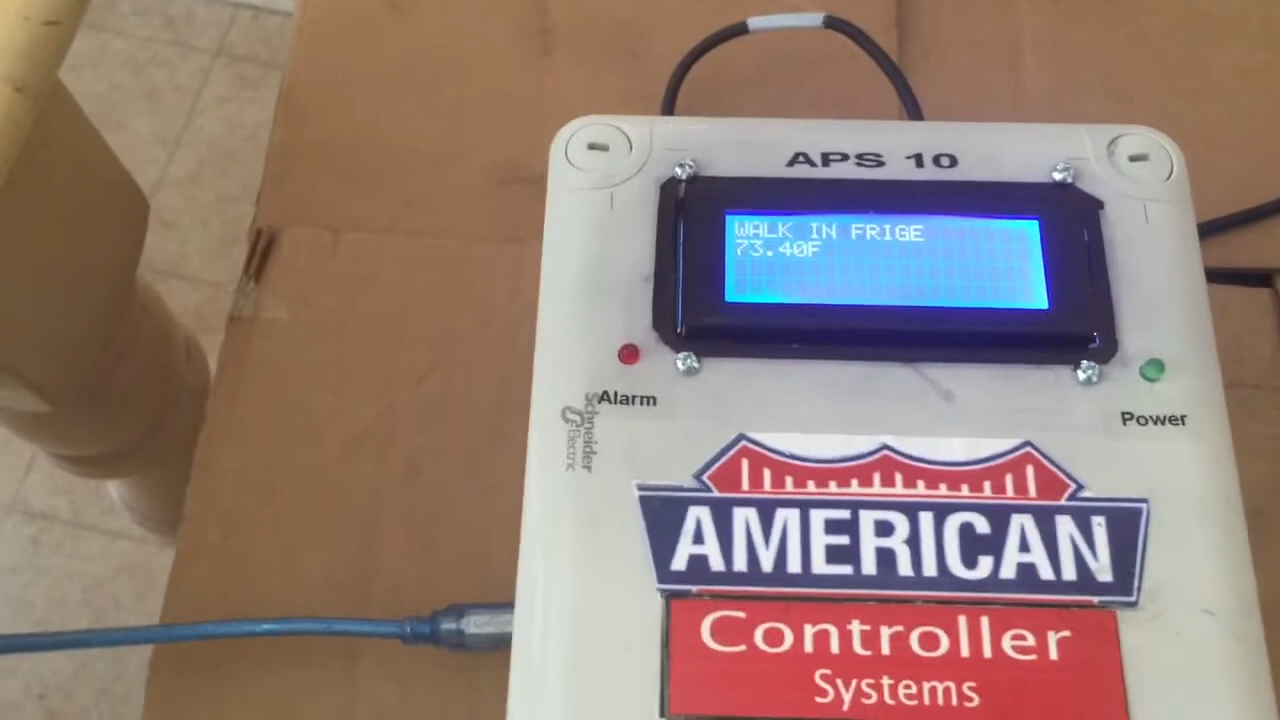 APS 10
WALK IN FRIGE
73.40F
Alarm
Schneider
Electric
Power
AMERICAN
Controller
Systems